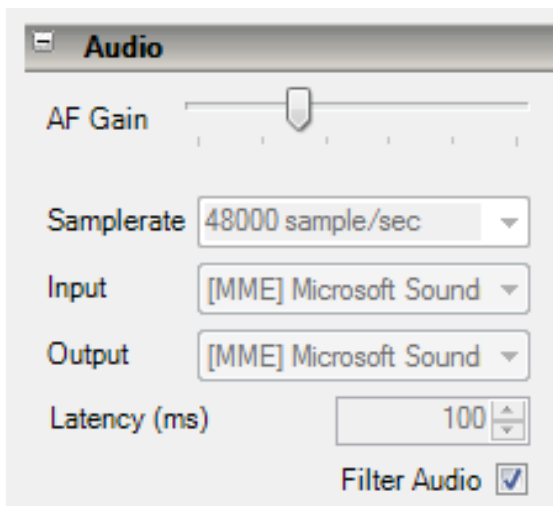 Audio
AF Gain
Samplerate 48000 sample/sec
Input [MME] Microsoft Sound
Output [MME] Microsoft Sound
Latency (ms) 100
Filter Audio